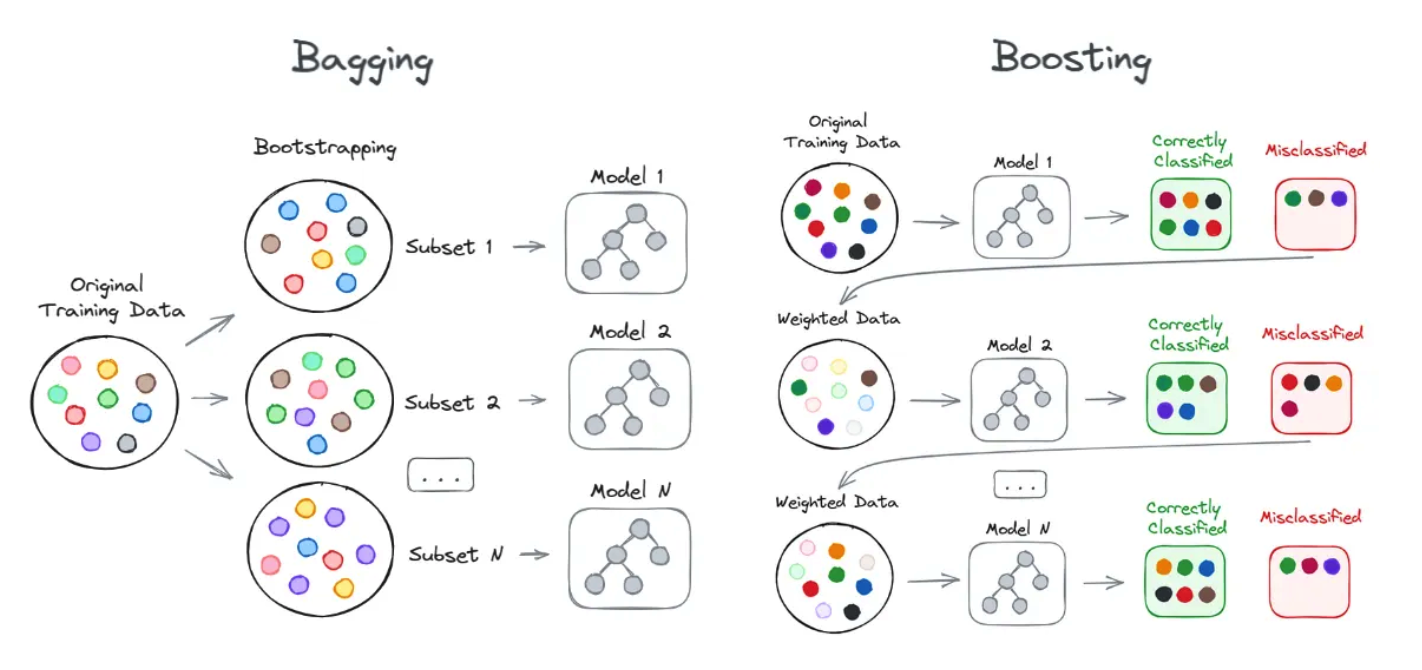 Bagging
Bootstrapping
Original
Training Data
Subset 1
Model 1
Subset 2
Model 2
. . .
Subset N
Model N
Boosting
Original
Training Data
Model 1
Correctly
Classified
Misclassified
Weighted Data
Model 2
Correctly
Classified
Misclassified
. . .
Weighted Data
Model N
Correctly
Classified
Misclassified